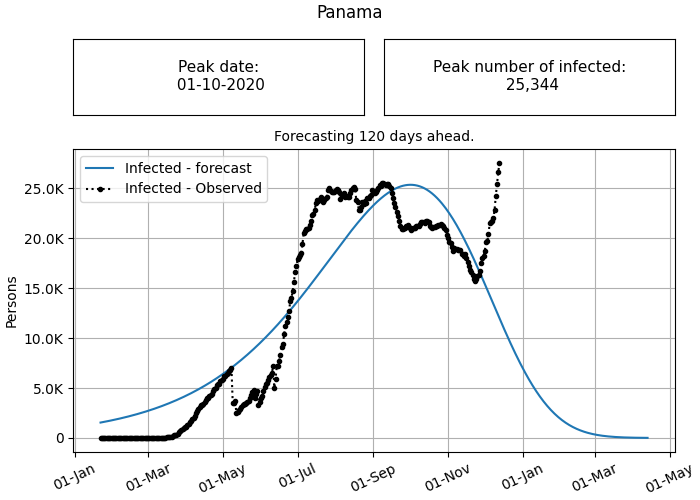 Panama
Peak date:
01-10-2020
Peak number of infected:
25,344
Forecasting 120 days ahead.
Infected - forecast
Infected - Observed
Persons
25.0K
20.0K
15.0K
10.0K
5.0K
0
01-Jan
01-Mar
01-May
01-Jul
01-Sep
01-Nov
01-Jan
01-Mar
01-May